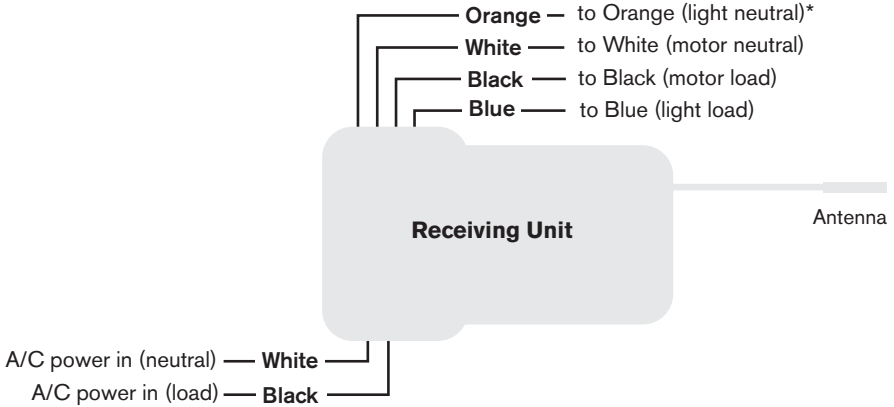 Orange to Orange (light neutral)*
White to White (motor neutral)
Black to Black (motor load)
Blue to Blue (light load)
Receiving Unit
Antenna
A/C power in (neutral) White
A/C power in (load) Black